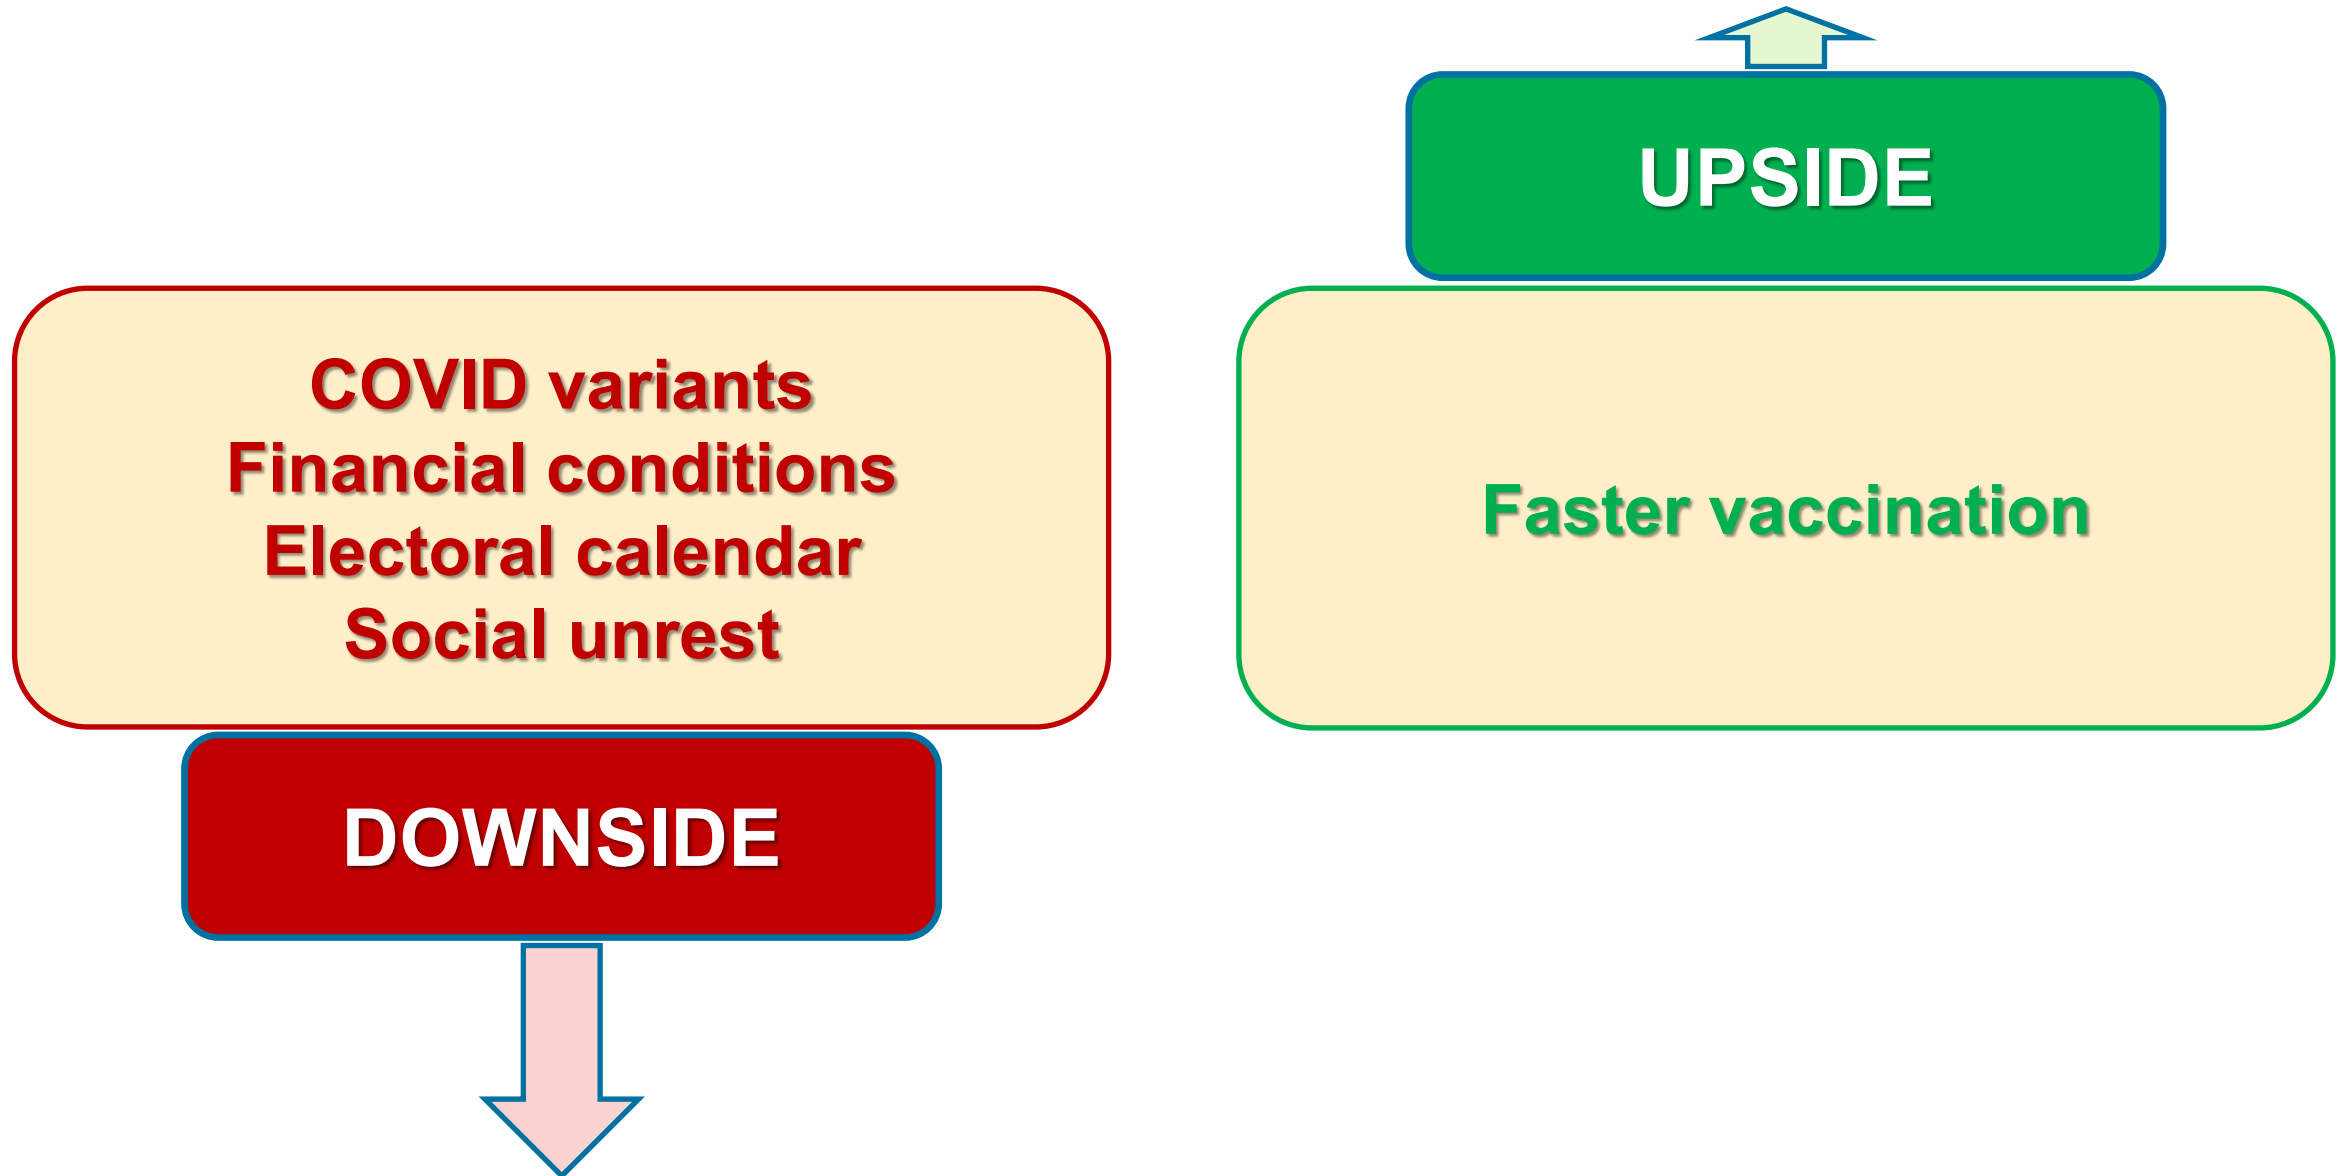 COVID variants
Financial conditions
Electoral calendar
Social unrest
DOWNSIDE
UPSIDE
Faster vaccination